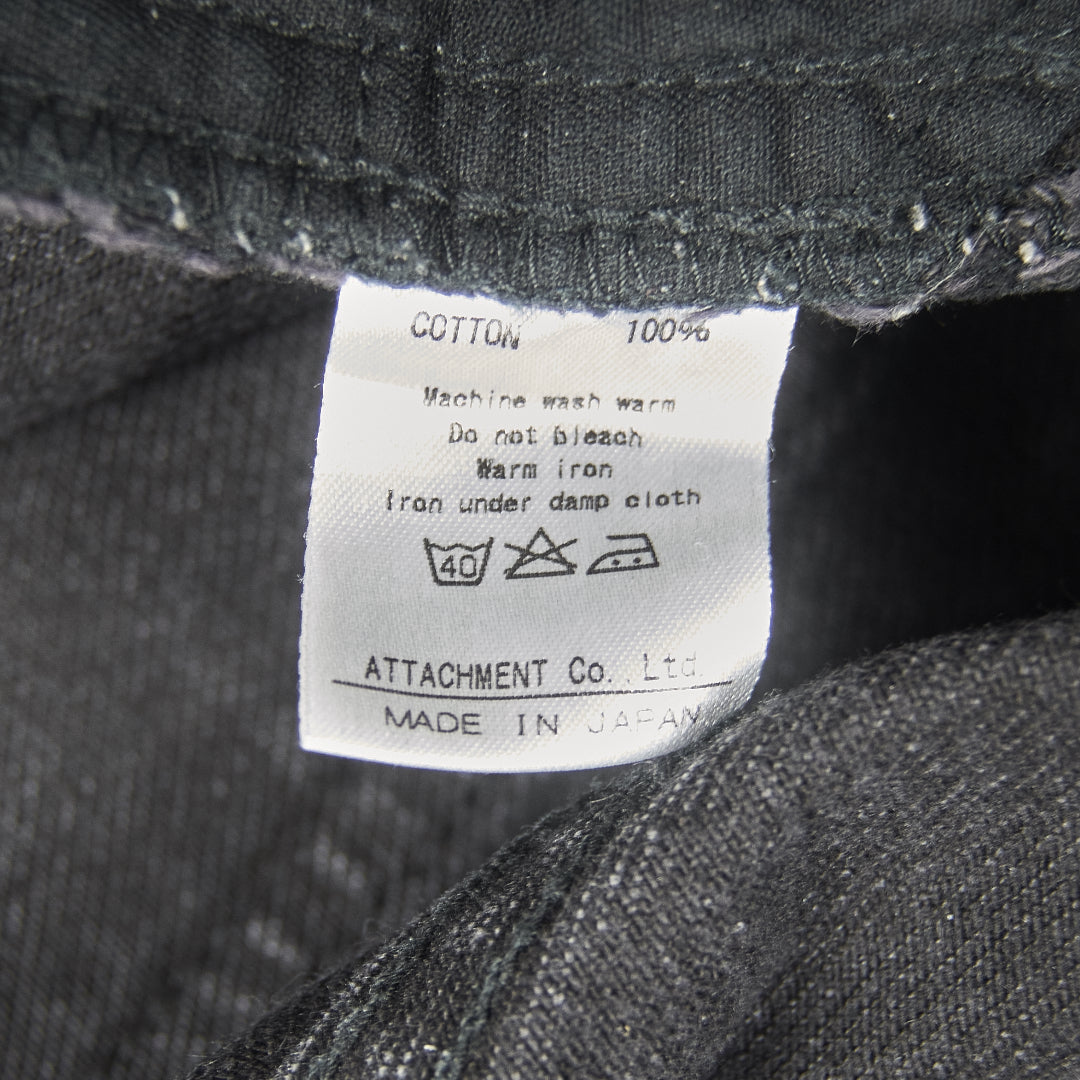 COTTON 100%
Machine wash warm
Do not bleach
Warm iron
Iron under damp cloth
40
ATTACHMENT Co., Ltd.
MADE IN JAPAN